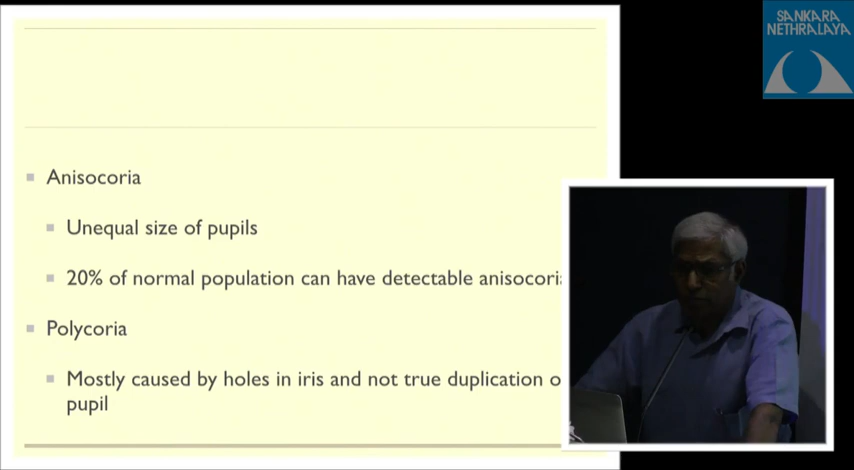 SANKARA
NETHRALAYA
Anisocoria
Unequal size of pupils
20% of normal population can have detectable anisocori
Polycoria
Mostly caused by holes in iris and not true duplication o
pupil